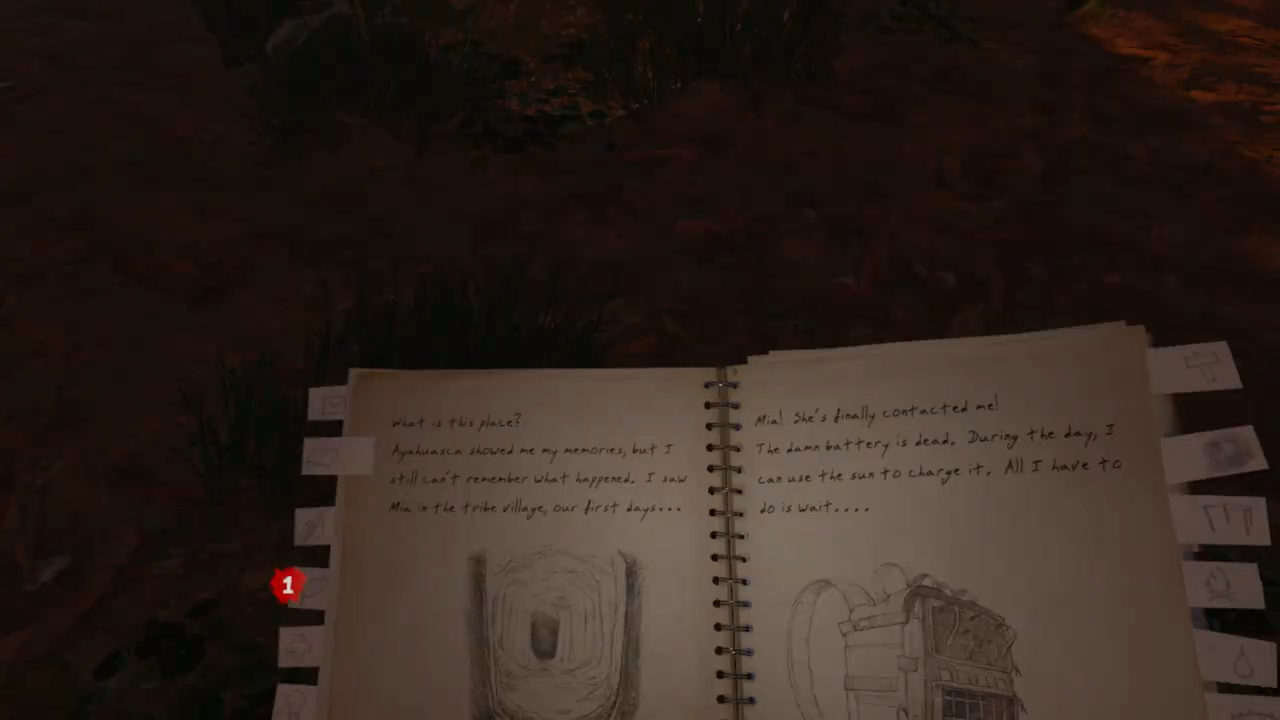 What is this place?
Ayahuasca showed me my memories, but I
still can't remember what happened. I saw
Mia in the tribe village, our first days...
Mia! She's finally contacted me!
The damn battery is dead. During the day, I
can use the sun to charge it. All I have to
do is wait....
1